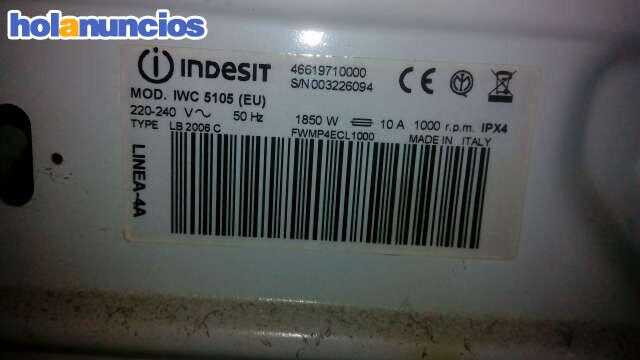 holanuncios
INDESIT 46619710000
S/N 003226094
MOD. IWC 5105 (EU)
220-240 V 50 Hz 1850 W 10 A 1000 r.p.m. IPX4
TYPE LB 2006 C FWMP4ECL1000 MADE IN ITALY
LINEA-4A